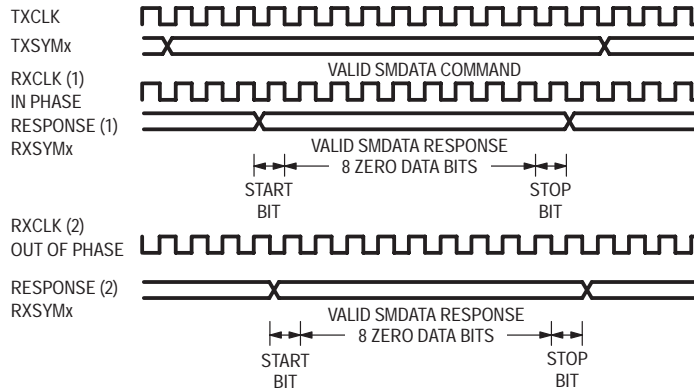 TXCLK
TXSYMx
VALID SMDATA COMMAND
RXCLK (1)
IN PHASE
RESPONSE (1)
RXSYMx
VALID SMDATA RESPONSE
8 ZERO DATA BITS
START
BIT
STOP
BIT
RXCLK (2)
OUT OF PHASE
RESPONSE (2)
RXSYMx
VALID SMDATA RESPONSE
8 ZERO DATA BITS
START
BIT
STOP
BIT